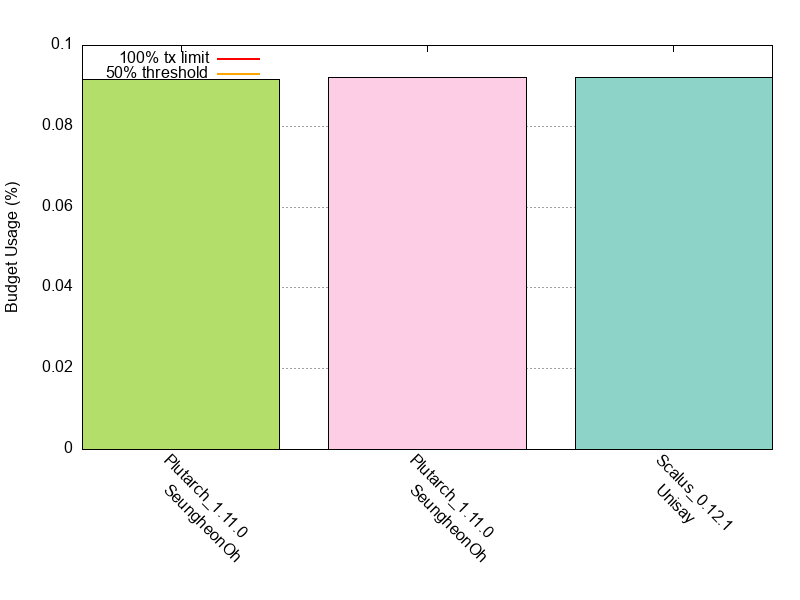 0.1
100% tx limit
50% threshold
0.08
0.06
0.04
0.02
0
Budget Usage (%)
Plutarch_1.11.0
SeungheonOh
Plutarch_1.11.0
SeungheonOh
Scalus_0.12.1
Unisay